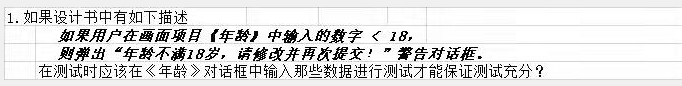 1. 如果设计书中有如下描述
如果用户在画面项目《年龄》中输入的数字 < 18，
则弹出“年龄不满18岁，请修改并再次提交！”警告对话框。
在测试时应该在《年龄》对话框中输入那些数据进行测试才能保证测试充分？